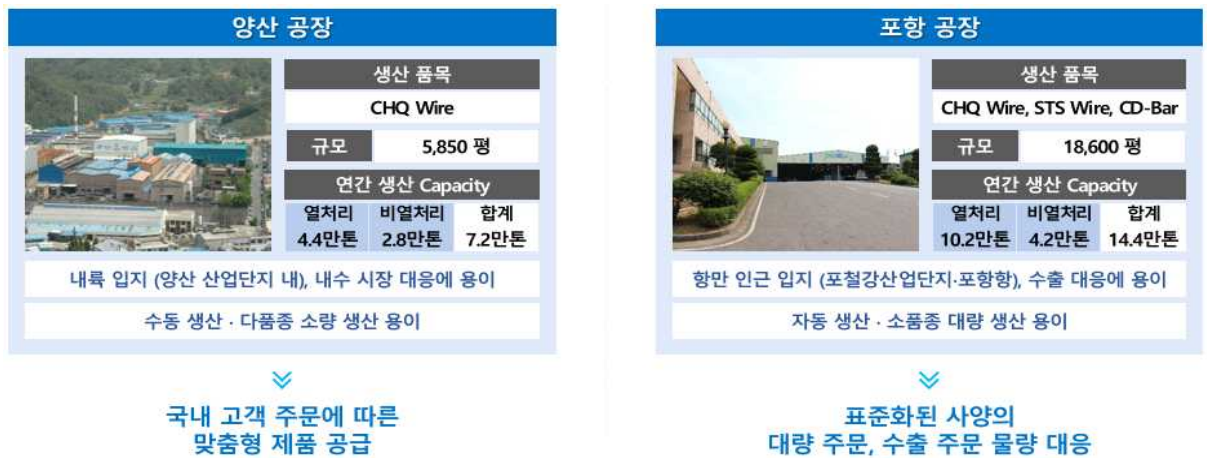 양산 공장
생산 품목
CHQ Wire
규모 5,850 평
연간 생산 Capacity
열처리 비열처리 합계
4.4만톤 2.8만톤 7.2만톤
내륙 입지 (양산 산업단지 내), 내수 시장 대응에 용이
수동 생산 · 다품종 소량 생산 용이
국내 고객 주문에 따른
맞춤형 제품 공급
포항 공장
생산 품목
CHQ Wire, STS Wire, CD-Bar
규모 18,600 평
연간 생산 Capacity
열처리 비열처리 합계
10.2만톤 4.2만톤 14.4만톤
항만 인근 입지 (포철강산업단지·포항항), 수출 대응에 용이
자동 생산 · 소품종 대량 생산 용이
표준화된 사양의
대량 주문, 수출 주문 물량 대응